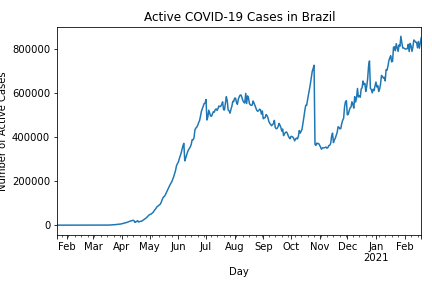 Active COVID-19 Cases in Brazil
Number of Active Cases
800000
600000
400000
200000
0
Feb Mar Apr May Jun Jul Aug Sep Oct Nov Dec Jan Feb
2021
Day